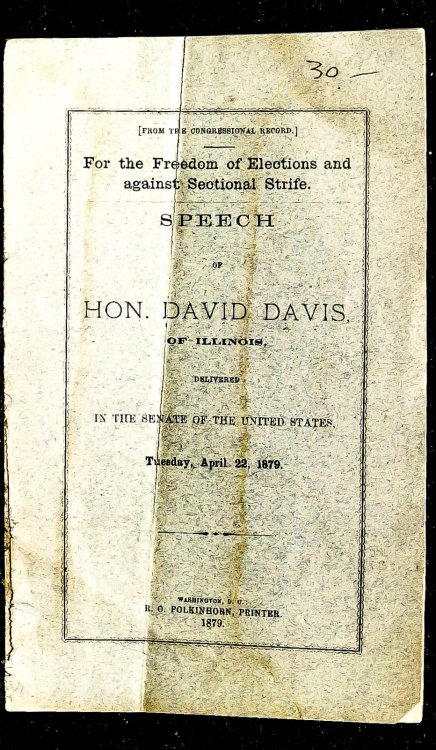 30 —
[FROM THE CONGRESSIONAL RECORD.]
For the Freedom of Elections and
against Sectional Strife.
SPEECH
OF
HON. DAVID DAVIS,
OF ILLINOIS,
DELIVERED
IN THE SENATE OF THE UNITED STATES,
Tuesday, April 22, 1879.
WASHINGTON, D. C.
R. O. POLKINHORN, PRINTER.
1879.